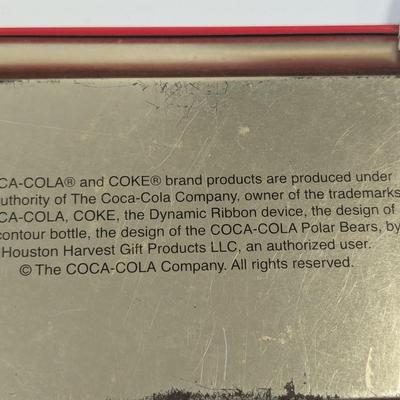 CA-COLA® and COKE® brand products are produced under
uthority of The Coca-Cola Company, owner of the trademarks
CA-COLA, COKE, the Dynamic Ribbon device, the design of
contour bottle, the design of the COCA-COLA Polar Bears, by
Houston Harvest Gift Products LLC, an authorized user.
© The COCA-COLA Company. All rights reserved.